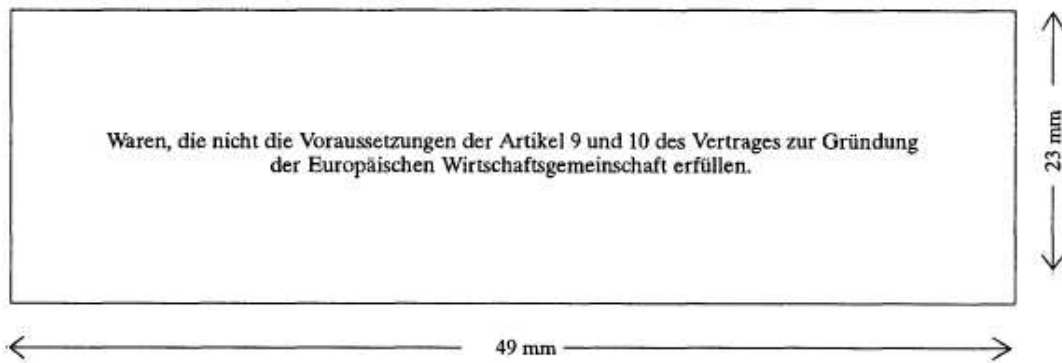 Waren, die nicht die Voraussetzungen der Artikel 9 und 10 des Vertrages zur Gründung
der Europäischen Wirtschaftsgemeinschaft erfüllen.
23 mm
49 mm